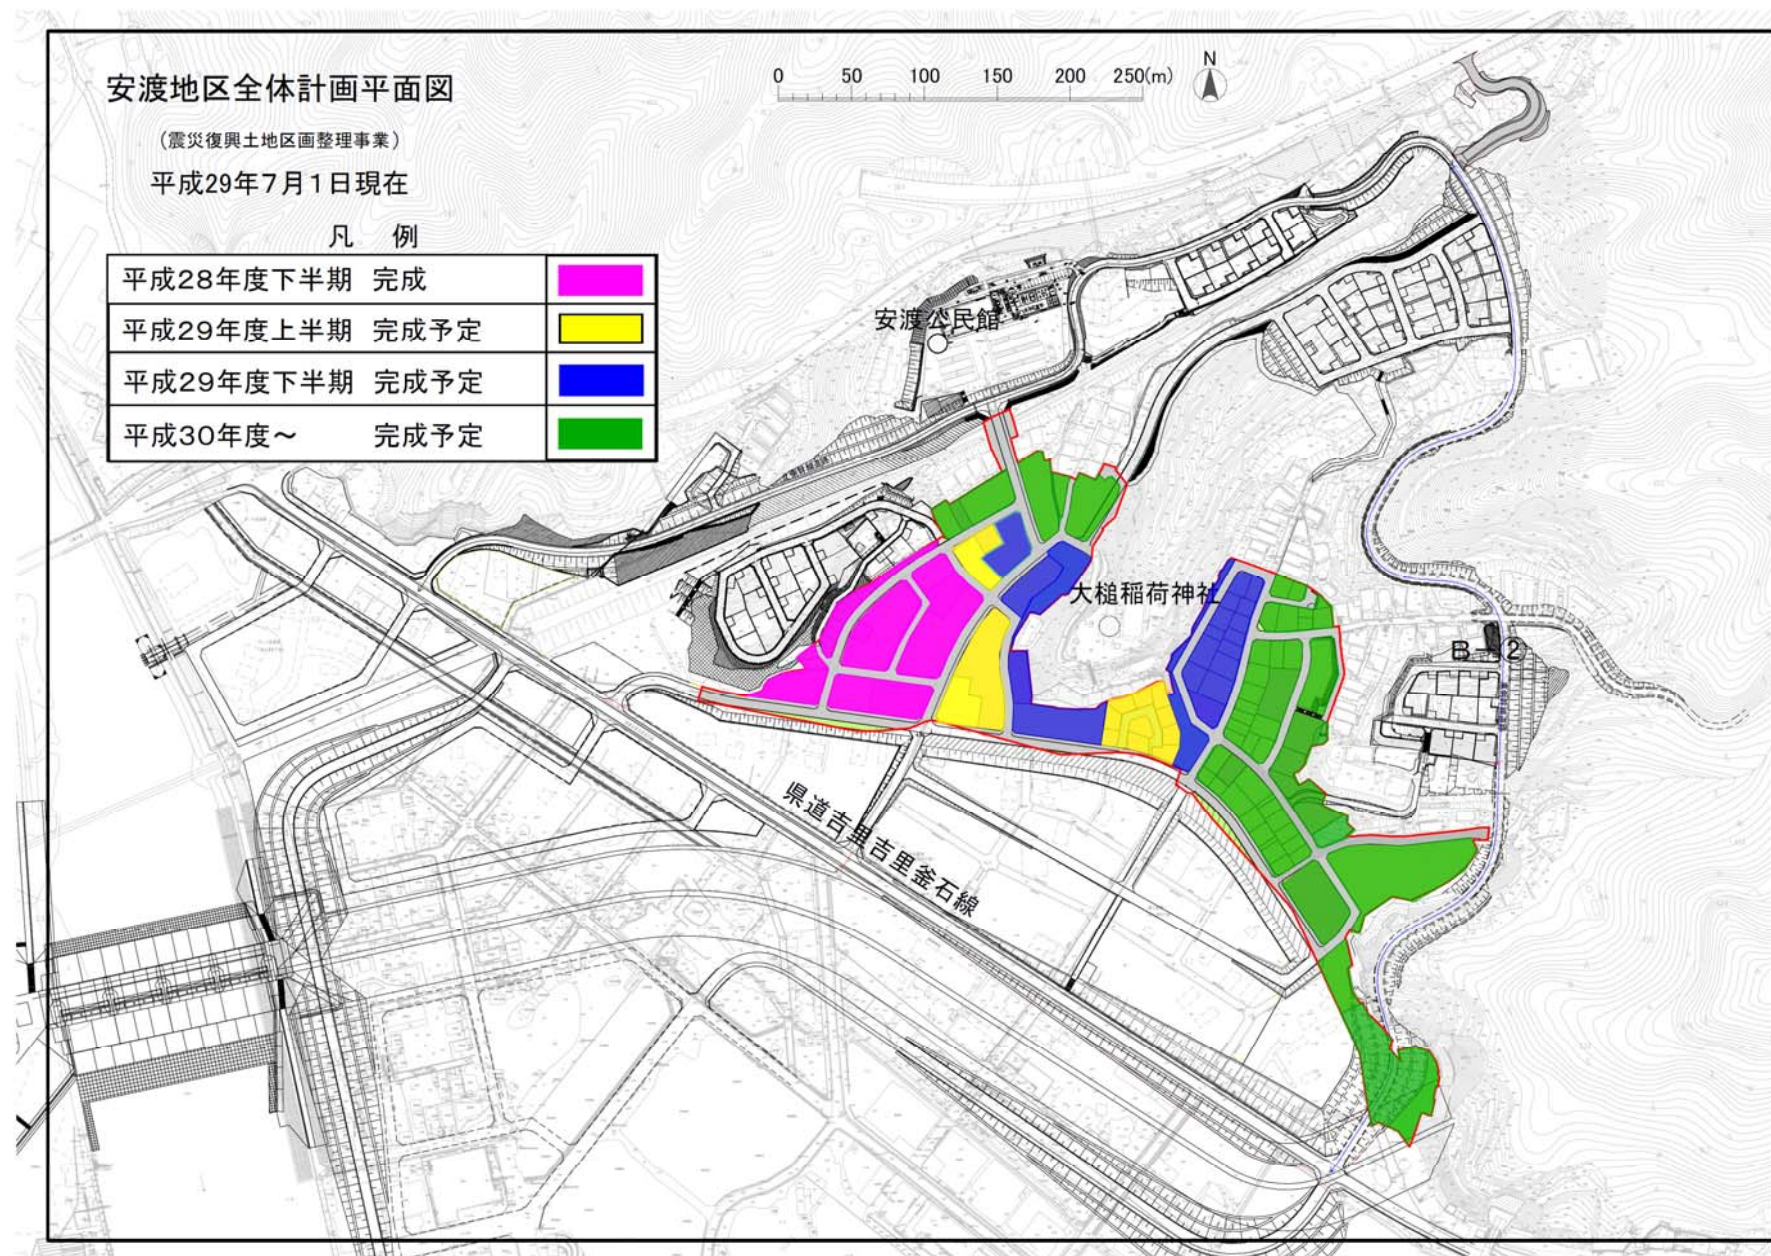 安渡地区全体計画平面図
(震災復興土地区画整理事業)
平成29年7月1日現在
凡 例
平成28年度下半期 完成
平成29年度上半期 完成予定
平成29年度下半期 完成予定
平成30年度～ 完成予定
0 50 100 150 200 250(m)
N
安渡公民館
大槌稲荷神社
県道吉里吉里釜石線